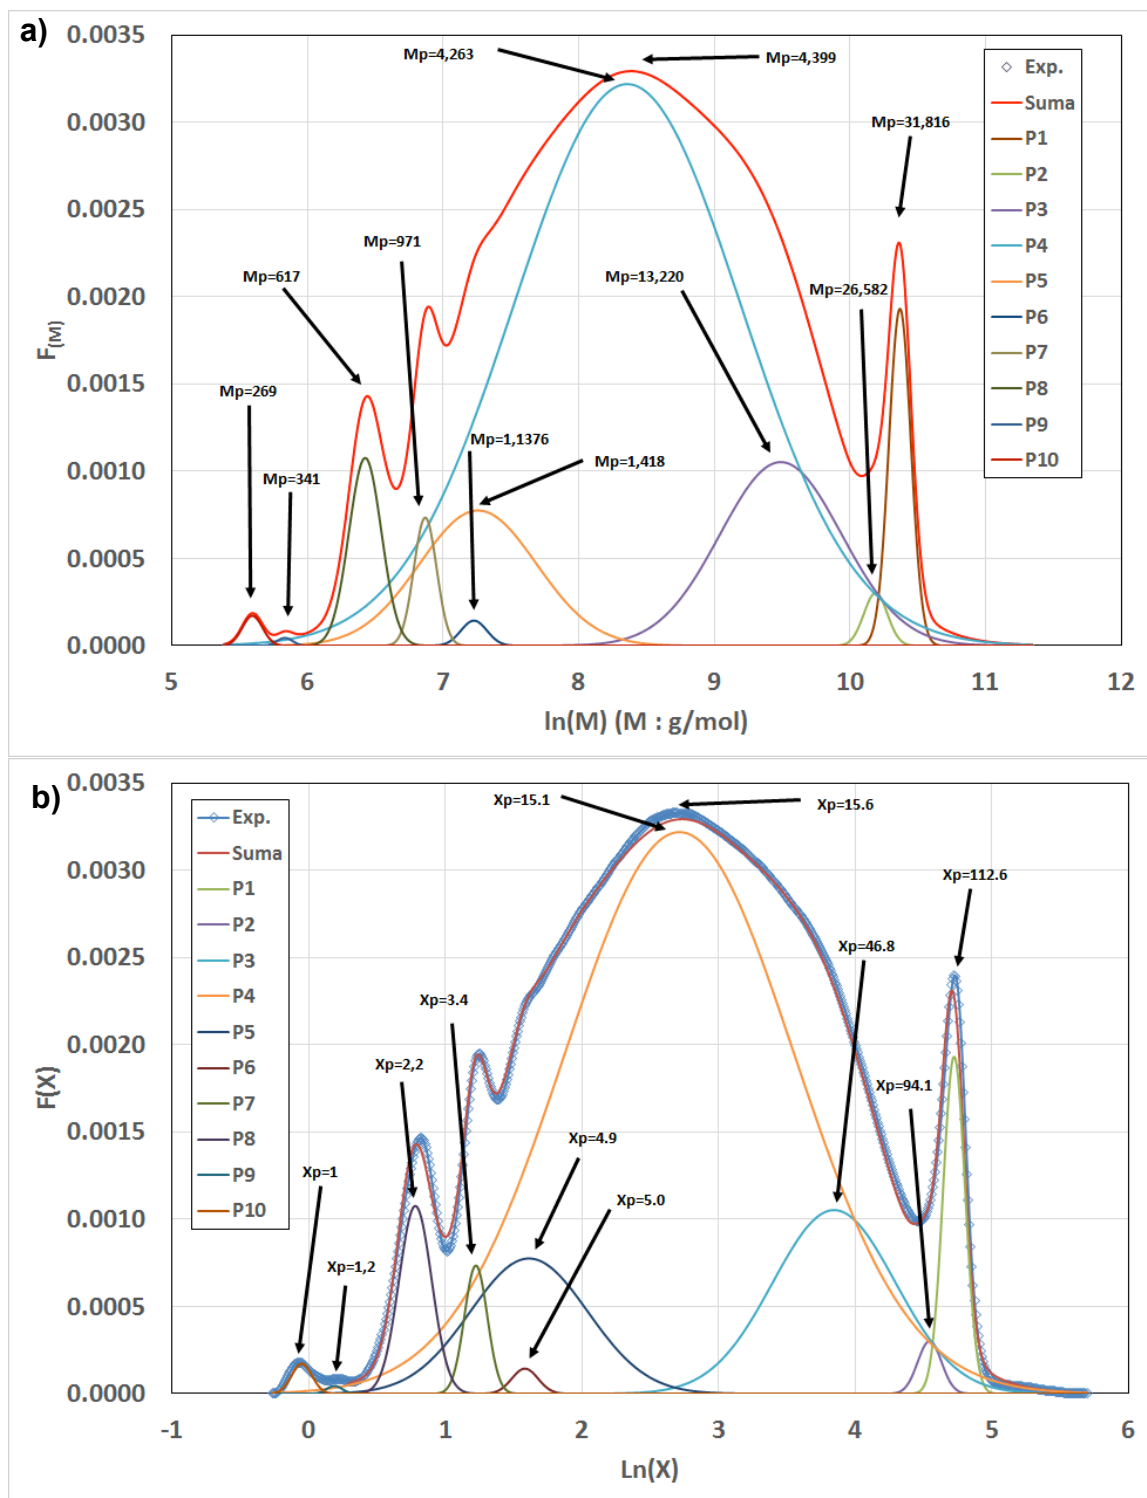 a)
0.0035
0.0030
0.0025
0.0020
0.0015
0.0010
0.0005
0.0000
F(M)
5 6 7 8 9 10 11 12
ln(M) (M : g/mol)
Mp=4,263
Mp=4,399
Mp=31,816
Mp=971
Mp=617
Mp=13,220
Mp=26,582
Mp=269
Mp=1,1376
Mp=1,418
Mp=341
Exp.
Suma
P1
P2
P3
P4
P5
P6
P7
P8
P9
P10
b)
0.0035
0.0030
0.0025
0.0020
0.0015
0.0010
0.0005
0.0000
F(X)
-1 0 1 2 3 4 5 6
Ln(X)
Exp.
Suma
P1
P2
P3
P4
P5
P6
P7
P8
P9
P10
Xp=15.1
Xp=15.6
Xp=112.6
Xp=46.8
Xp=3.4
Xp=2,2
Xp=94.1
Xp=4.9
Xp=1
Xp=5.0
Xp=1,2